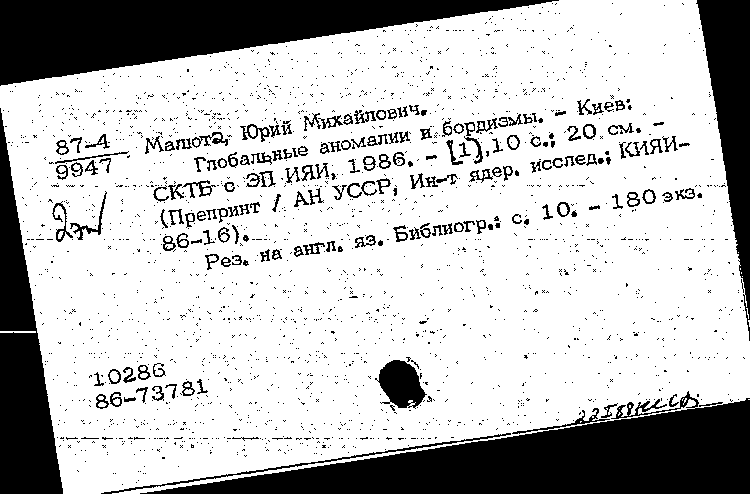 87-4
9947
Малюта, Юрий Михайлович.
Глобальные аномалии и бордизмы. - Киев:
СКТБ с ЭП ИЯИ, 1986. - [1],10 с.; 20 см. -
(Препринт / АН УССР, Ин-т ядер. исслед.; КИЯИ-
86-16).
Рез. на англ. яз. Библиогр.: с. 10. - 180 экз.
10286
86-73781